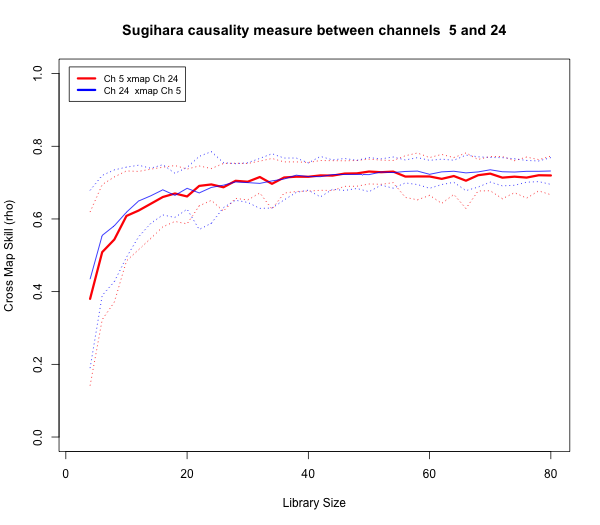 Sugihara causality measure between channels  5 and 24
Ch 5 xmap Ch 24
Ch 24  xmap Ch 5
Cross Map Skill (rho)
1.0
0.8
0.6
0.4
0.2
0.0
0 20 40 60 80
Library Size